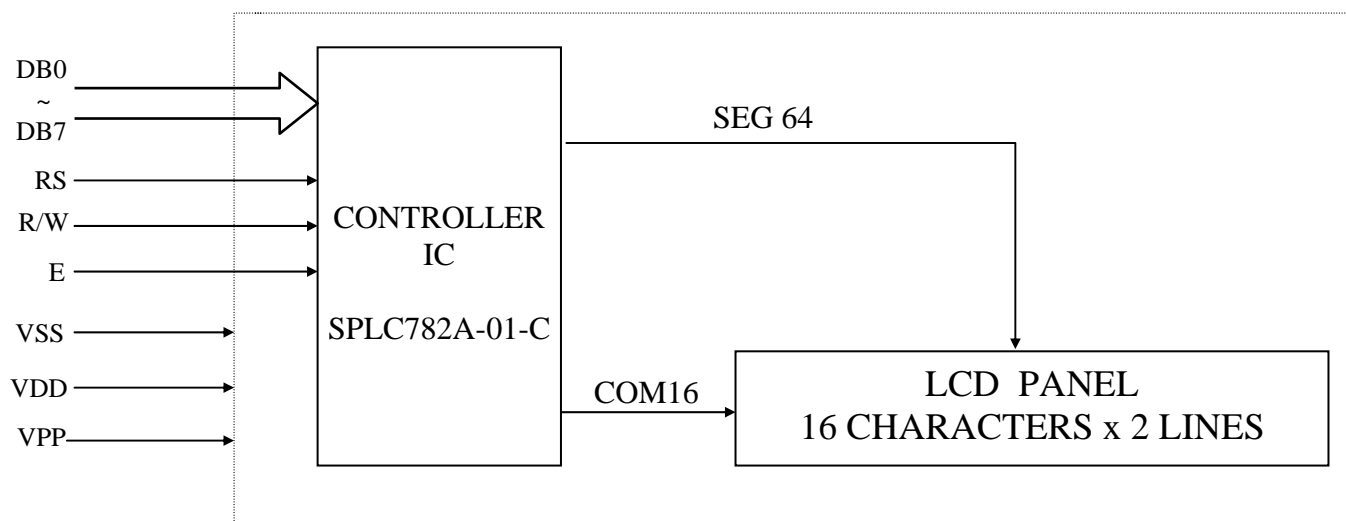 DB0
~
DB7
RS
R/W
E
VSS
VDD
VPP
CONTROLLER
IC
SPLC782A-01-C
SEG 64
COM16
LCD PANEL
16 CHARACTERS x 2 LINES